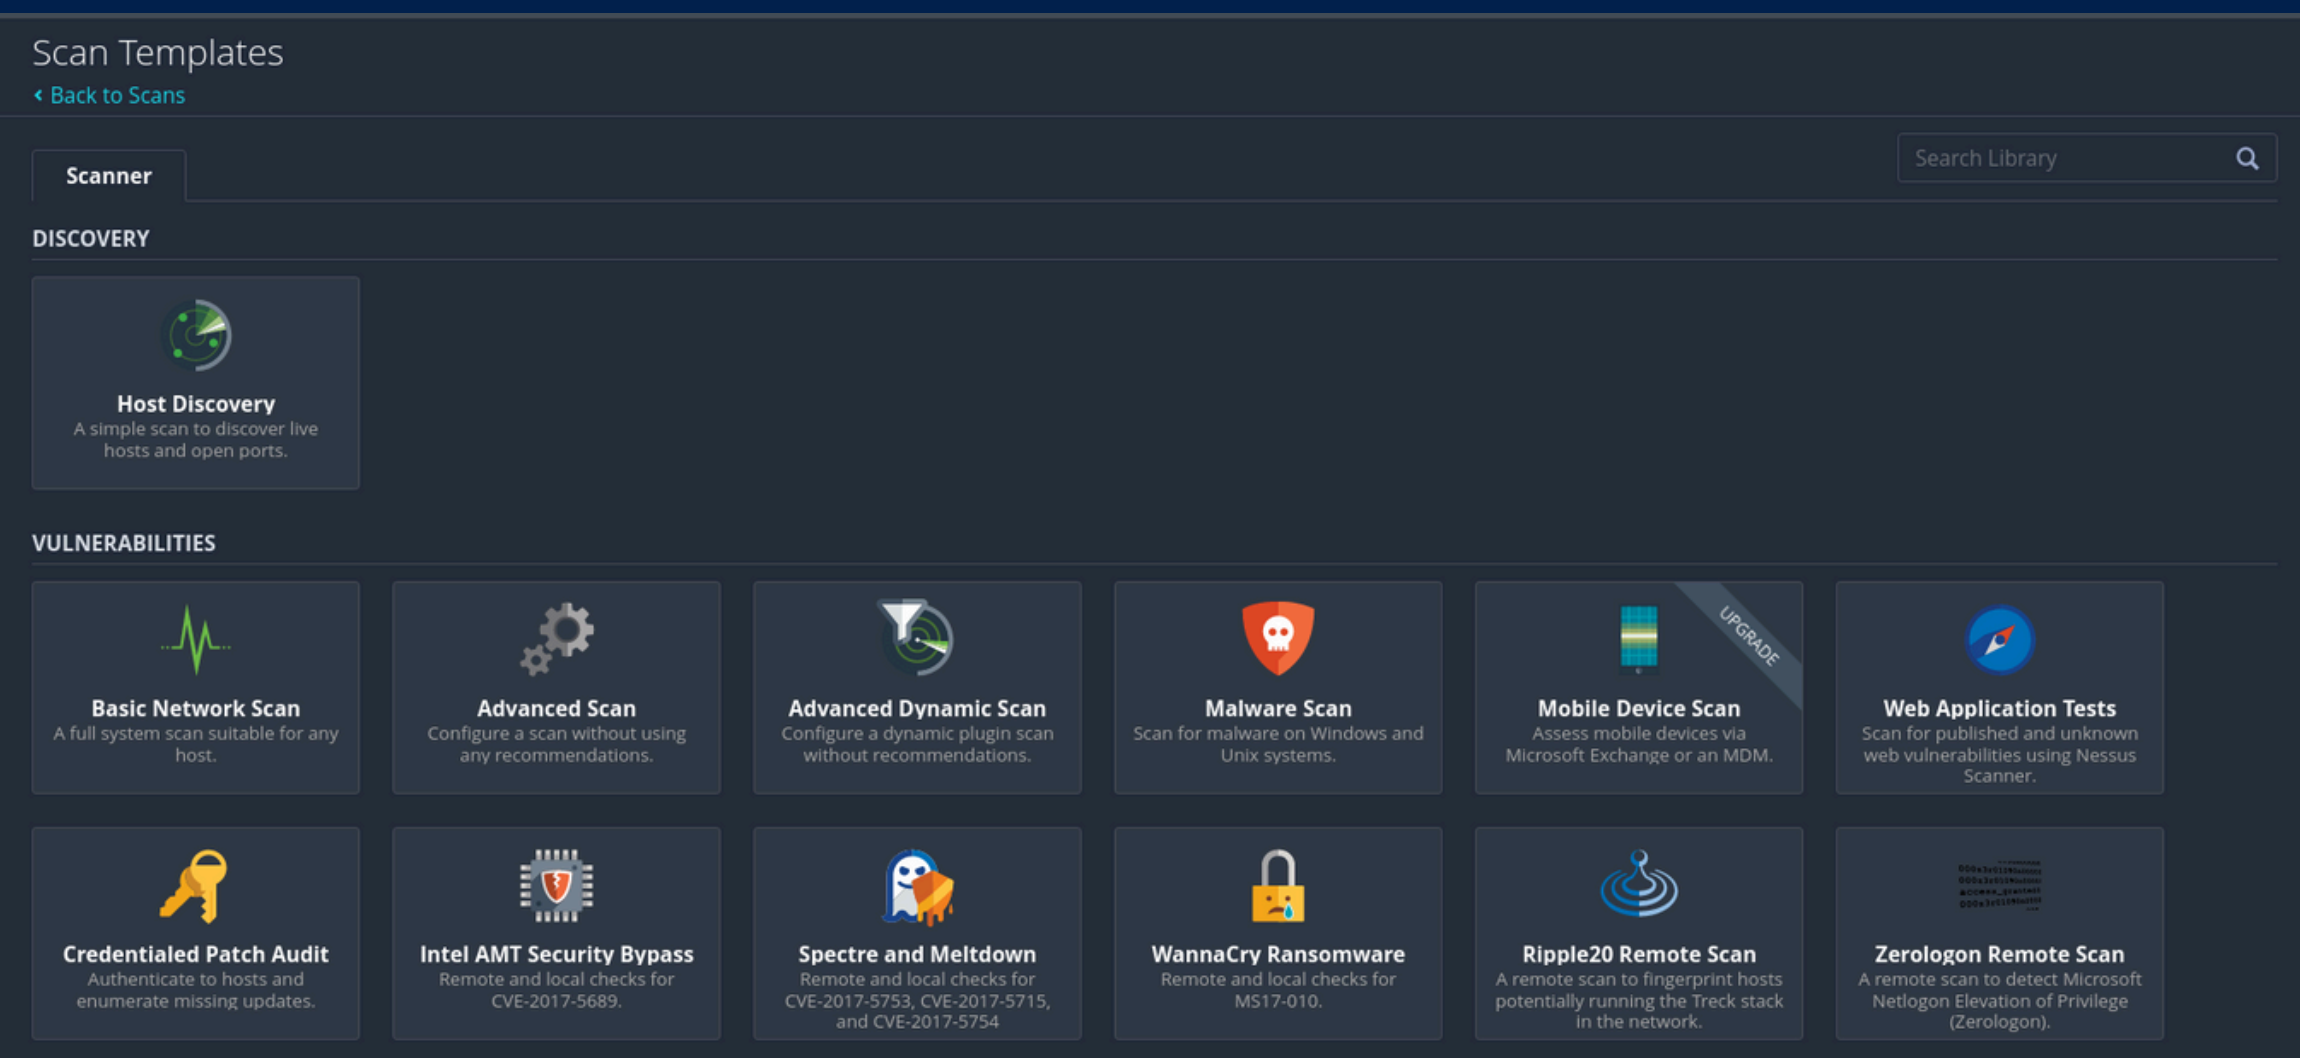 Scan Templates
Back to Scans
Search Library
Scanner
DISCOVERY
Host Discovery
A simple scan to discover live
hosts and open ports.
VULNERABILITIES
Basic Network Scan
A full system scan suitable for any
host.
Advanced Scan
Configure a scan without using
any recommendations.
Advanced Dynamic Scan
Configure a dynamic plugin scan
without recommendations.
Malware Scan
Scan for malware on Windows and
Unix systems.
UPGRADE
Mobile Device Scan
Assess mobile devices via
Microsoft Exchange or an MDM.
Web Application Tests
Scan for published and unknown
web vulnerabilities using Nessus
Scanner.
Credentialed Patch Audit
Authenticate to hosts and
enumerate missing updates.
Intel AMT Security Bypass
Remote and local checks for
CVE-2017-5689.
Spectre and Meltdown
Remote and local checks for
CVE-2017-5753, CVE-2017-5715,
and CVE-2017-5754
WannaCry Ransomware
Remote and local checks for
MS17-010.
Ripple20 Remote Scan
A remote scan to fingerprint hosts
potentially running the Treck stack
in the network.
Zerologon Remote Scan
A remote scan to detect Microsoft
Netlogon Elevation of Privilege
(Zerologon).